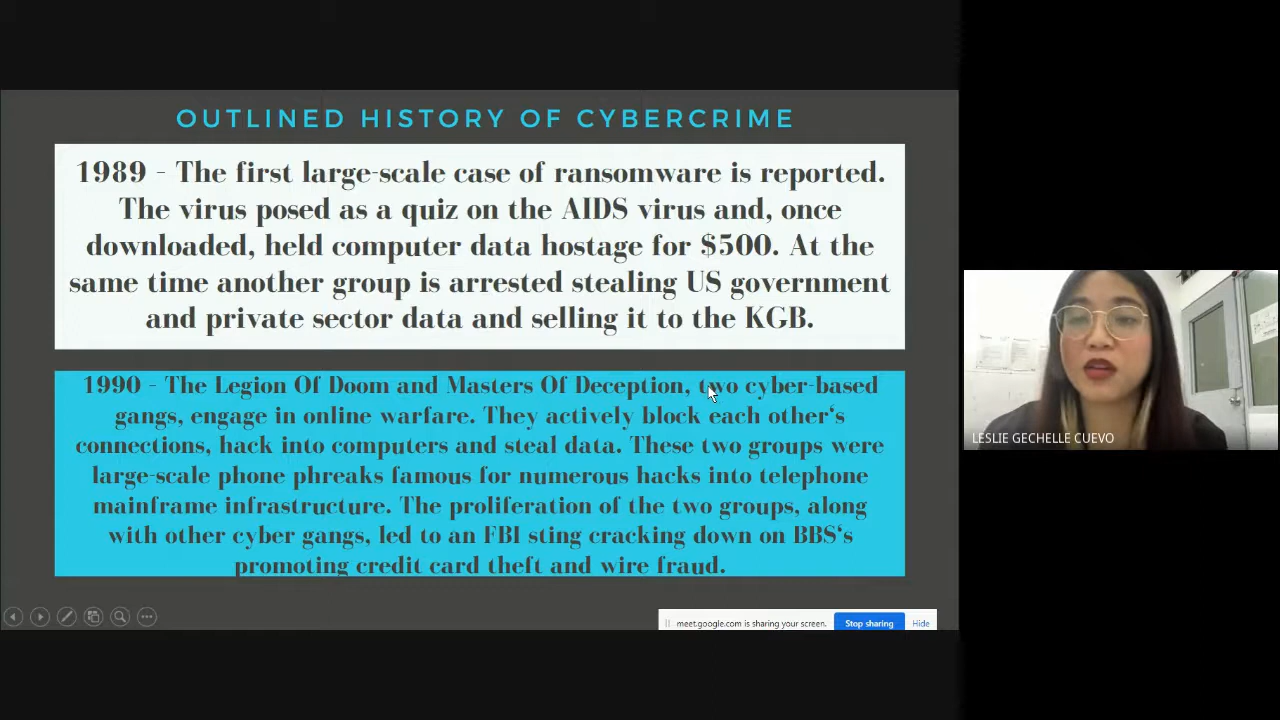 OUTLINED HISTORY OF CYBERCRIME
1989 - The first large-scale case of ransomware is reported.
The virus posed as a quiz on the AIDS virus and, once
downloaded, held computer data hostage for $500. At the
same time another group is arrested stealing US government
and private sector data and selling it to the KGB.
1990 - The Legion Of Doom and Masters Of Deception, two cyber-based
gangs, engage in online warfare. They actively block each other‘s
connections, hack into computers and steal data. These two groups were
large-scale phone phreaks famous for numerous hacks into telephone
mainframe infrastructure. The proliferation of the two groups, along
with other cyber gangs, led to an FBI sting cracking down on BBS‘s
promoting credit card theft and wire fraud.
LESLIE GECHELLE CUEVO
meet.google.com is sharing your screen. Stop sharing Hide